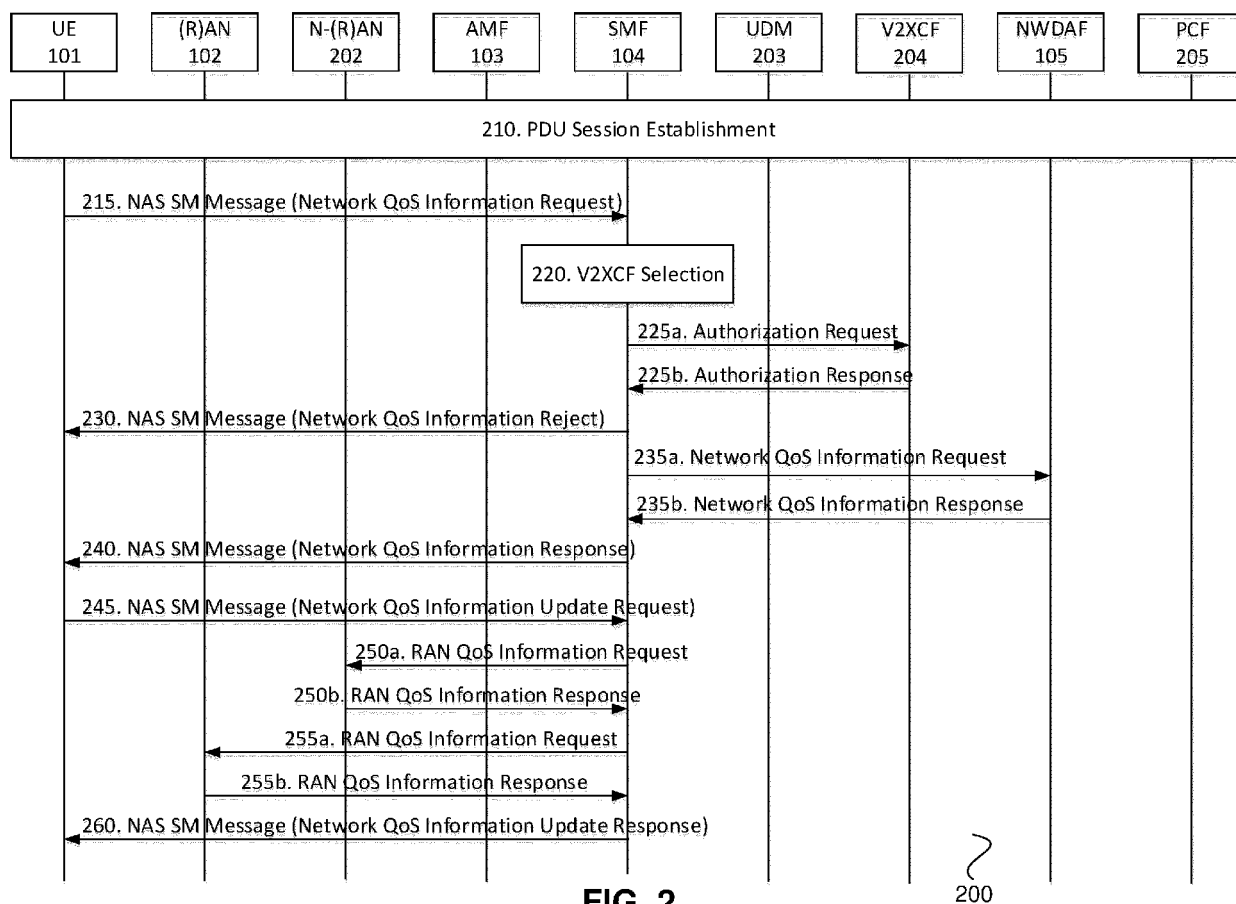 UE
101
(R)AN
102
N-(R)AN
202
AMF
103
SMF
104
UDM
203
V2XCF
204
NWDAF
105
PCF
205
210. PDU Session Establishment
215. NAS SM Message (Network QoS Information Request)
220. V2XCF Selection
225a. Authorization Request
225b. Authorization Response
230. NAS SM Message (Network QoS Information Reject)
235a. Network QoS Information Request
235b. Network QoS Information Response
240. NAS SM Message (Network QoS Information Response)
245. NAS SM Message (Network QoS Information Update Request)
250a. RAN QoS Information Request
250b. RAN QoS Information Response
255a. RAN QoS Information Request
255b. RAN QoS Information Response
260. NAS SM Message (Network QoS Information Update Response)
200
FIG. 2